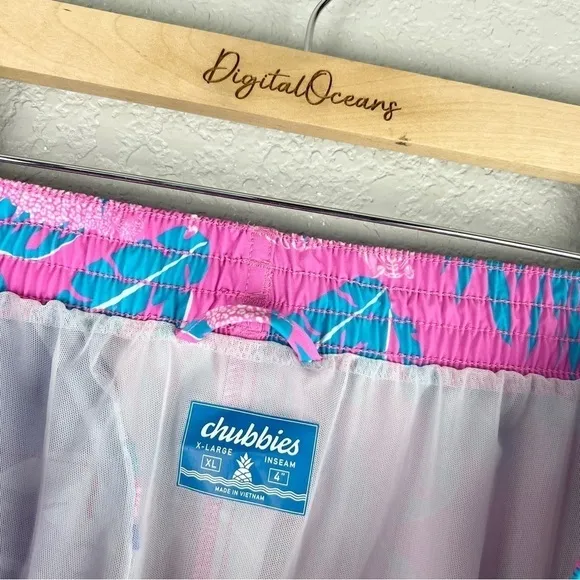 DigitalOceans
chubbies
X-LARGE INSEAM
XL 4"
MADE IN VIETNAM